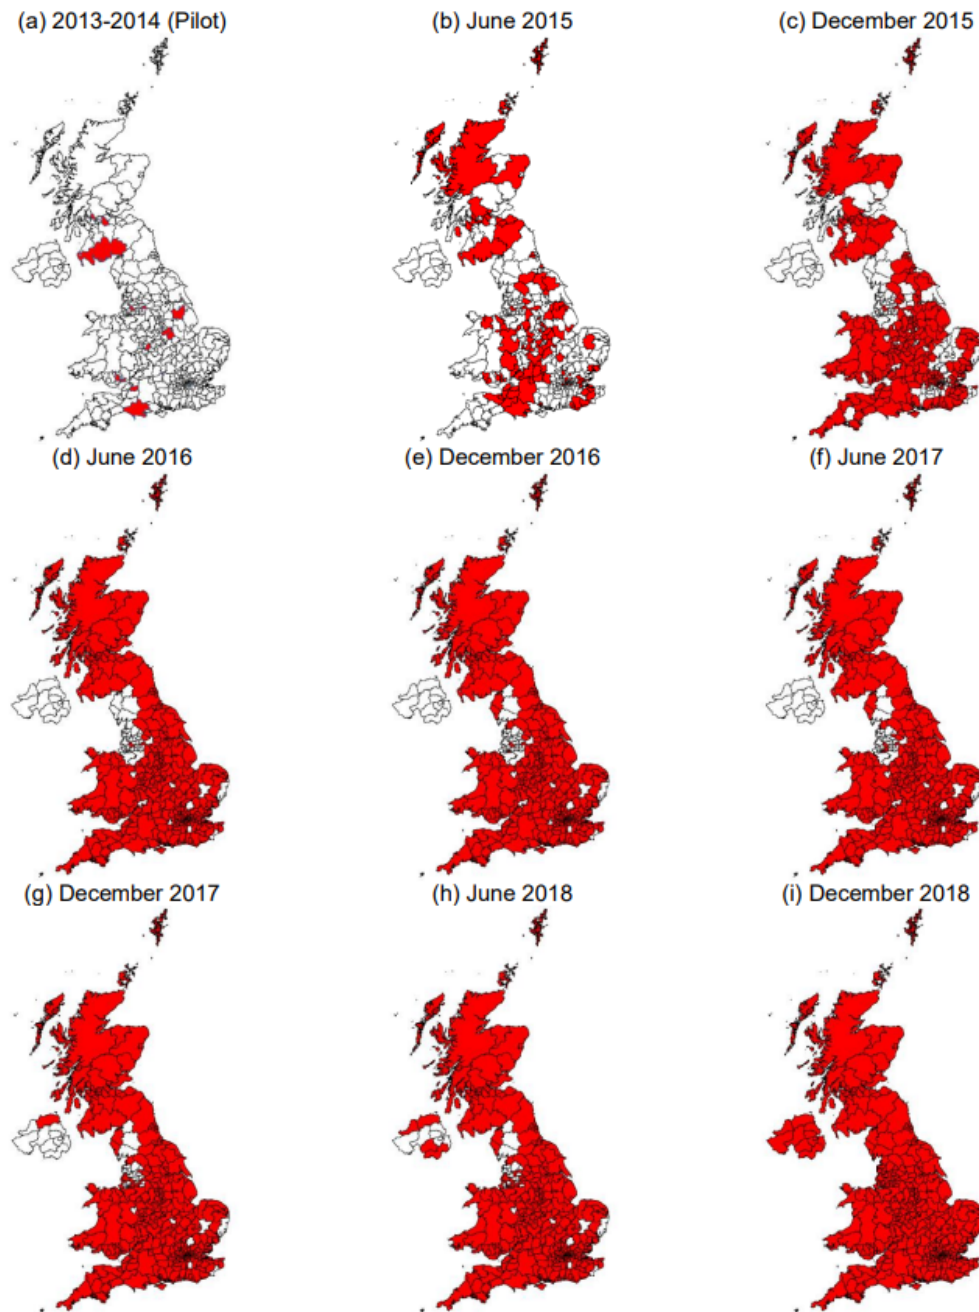 (a) 2013-2014 (Pilot)
(b) June 2015
(c) December 2015
(d) June 2016
(e) December 2016
(f) June 2017
(g) December 2017
(h) June 2018
(i) December 2018